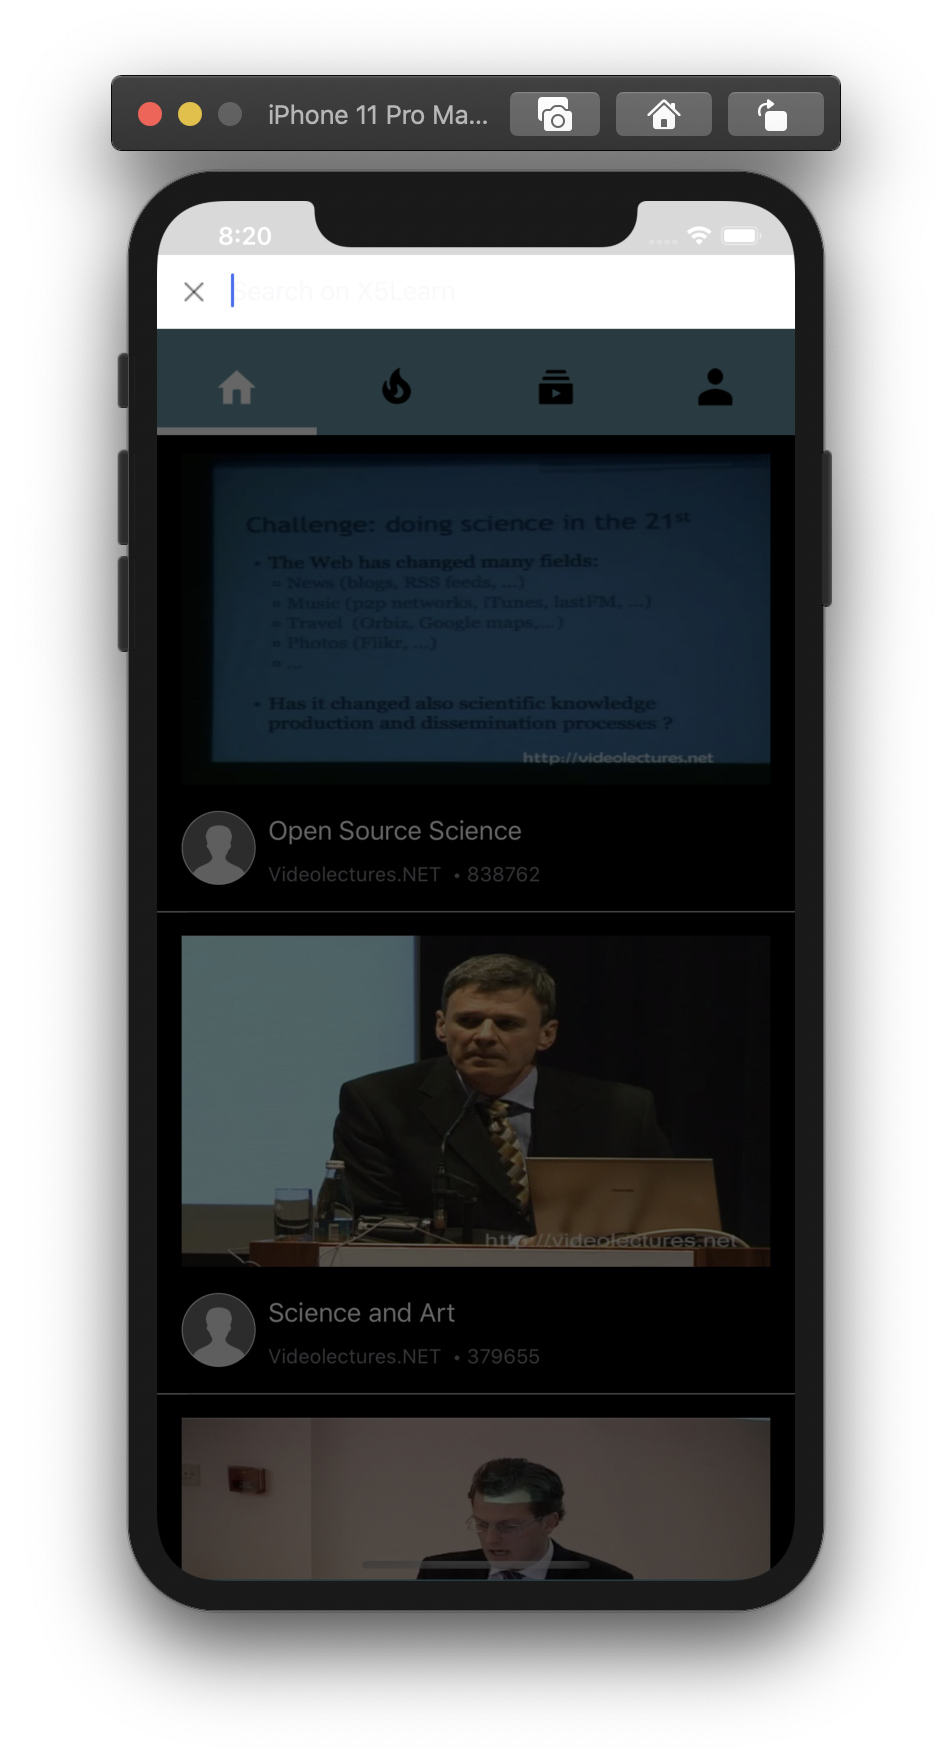 iPhone 11 Pro Ma...
8:20
Search on X5Learn
Challenge: doing science in the 21st
• The Web has changed many fields:
▫ News (blogs, RSS feeds, ...)
▫ Music (p2p networks, iTunes, lastFM, ...)
▫ Travel (Orbiz, Google maps,...)
▫ Photos (Flikr, ...)
▫ ...
• Has it changed also scientific knowledge
production and dissemination processes ?
http://videolectures.net
Open Source Science
Videolectures.NET • 838762
http://videolectures.net
Science and Art
Videolectures.NET • 379655